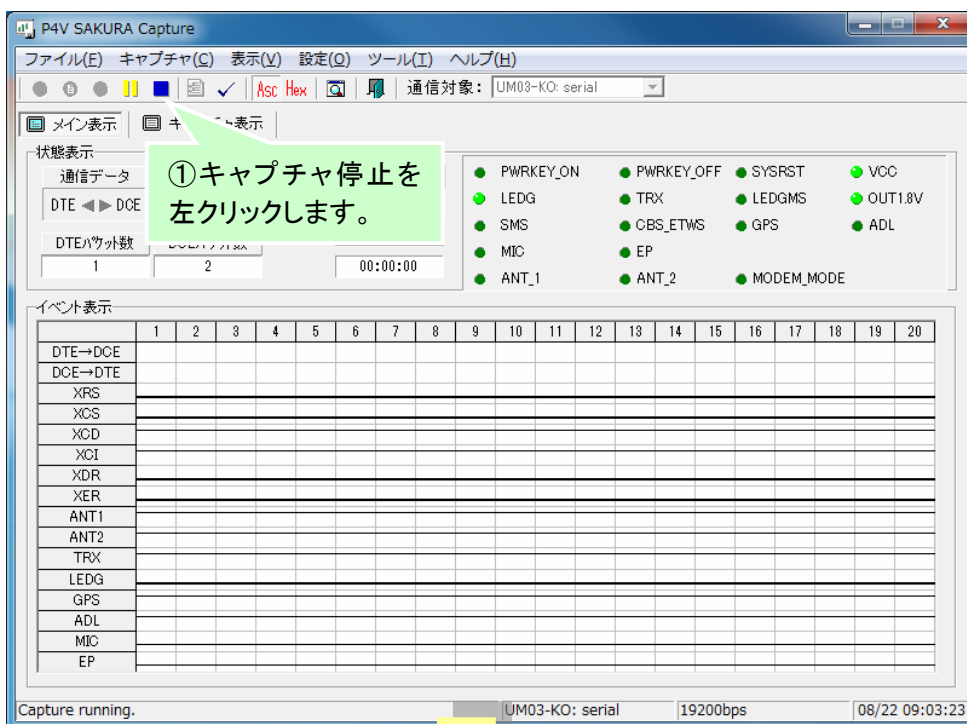 P4V SAKURA Capture
ファイル(F) キャプチャ(C) 表示(V) 設定(O) ツール(T) ヘルプ(H)
Asc Hex 通信対象: UM03-KO: serial
メイン表示 キ 表示
状態表示
通信データ
DTE DCE
DTEパケット数
1 2 00:00:00
①キャプチャ停止を
左クリックします。
PWRKEY_ON PWRKEY_OFF SYSRST VCC
LEDG TRX LEDGMS OUT1.8V
SMS CBS_ETWS GPS ADL
MIC EP
ANT_1 ANT_2 MODEM_MODE
イベント表示
1 2 3 4 5 6 7 8 9 10 11 12 13 14 15 16 17 18 19 20
DTE→DCE
DCE→DTE
XRS
XCS
XCD
XCI
XDR
XER
ANT1
ANT2
TRX
LEDG
GPS
ADL
MIC
EP
Capture running. UM03-KO: serial 19200bps 08/22 09:03:23